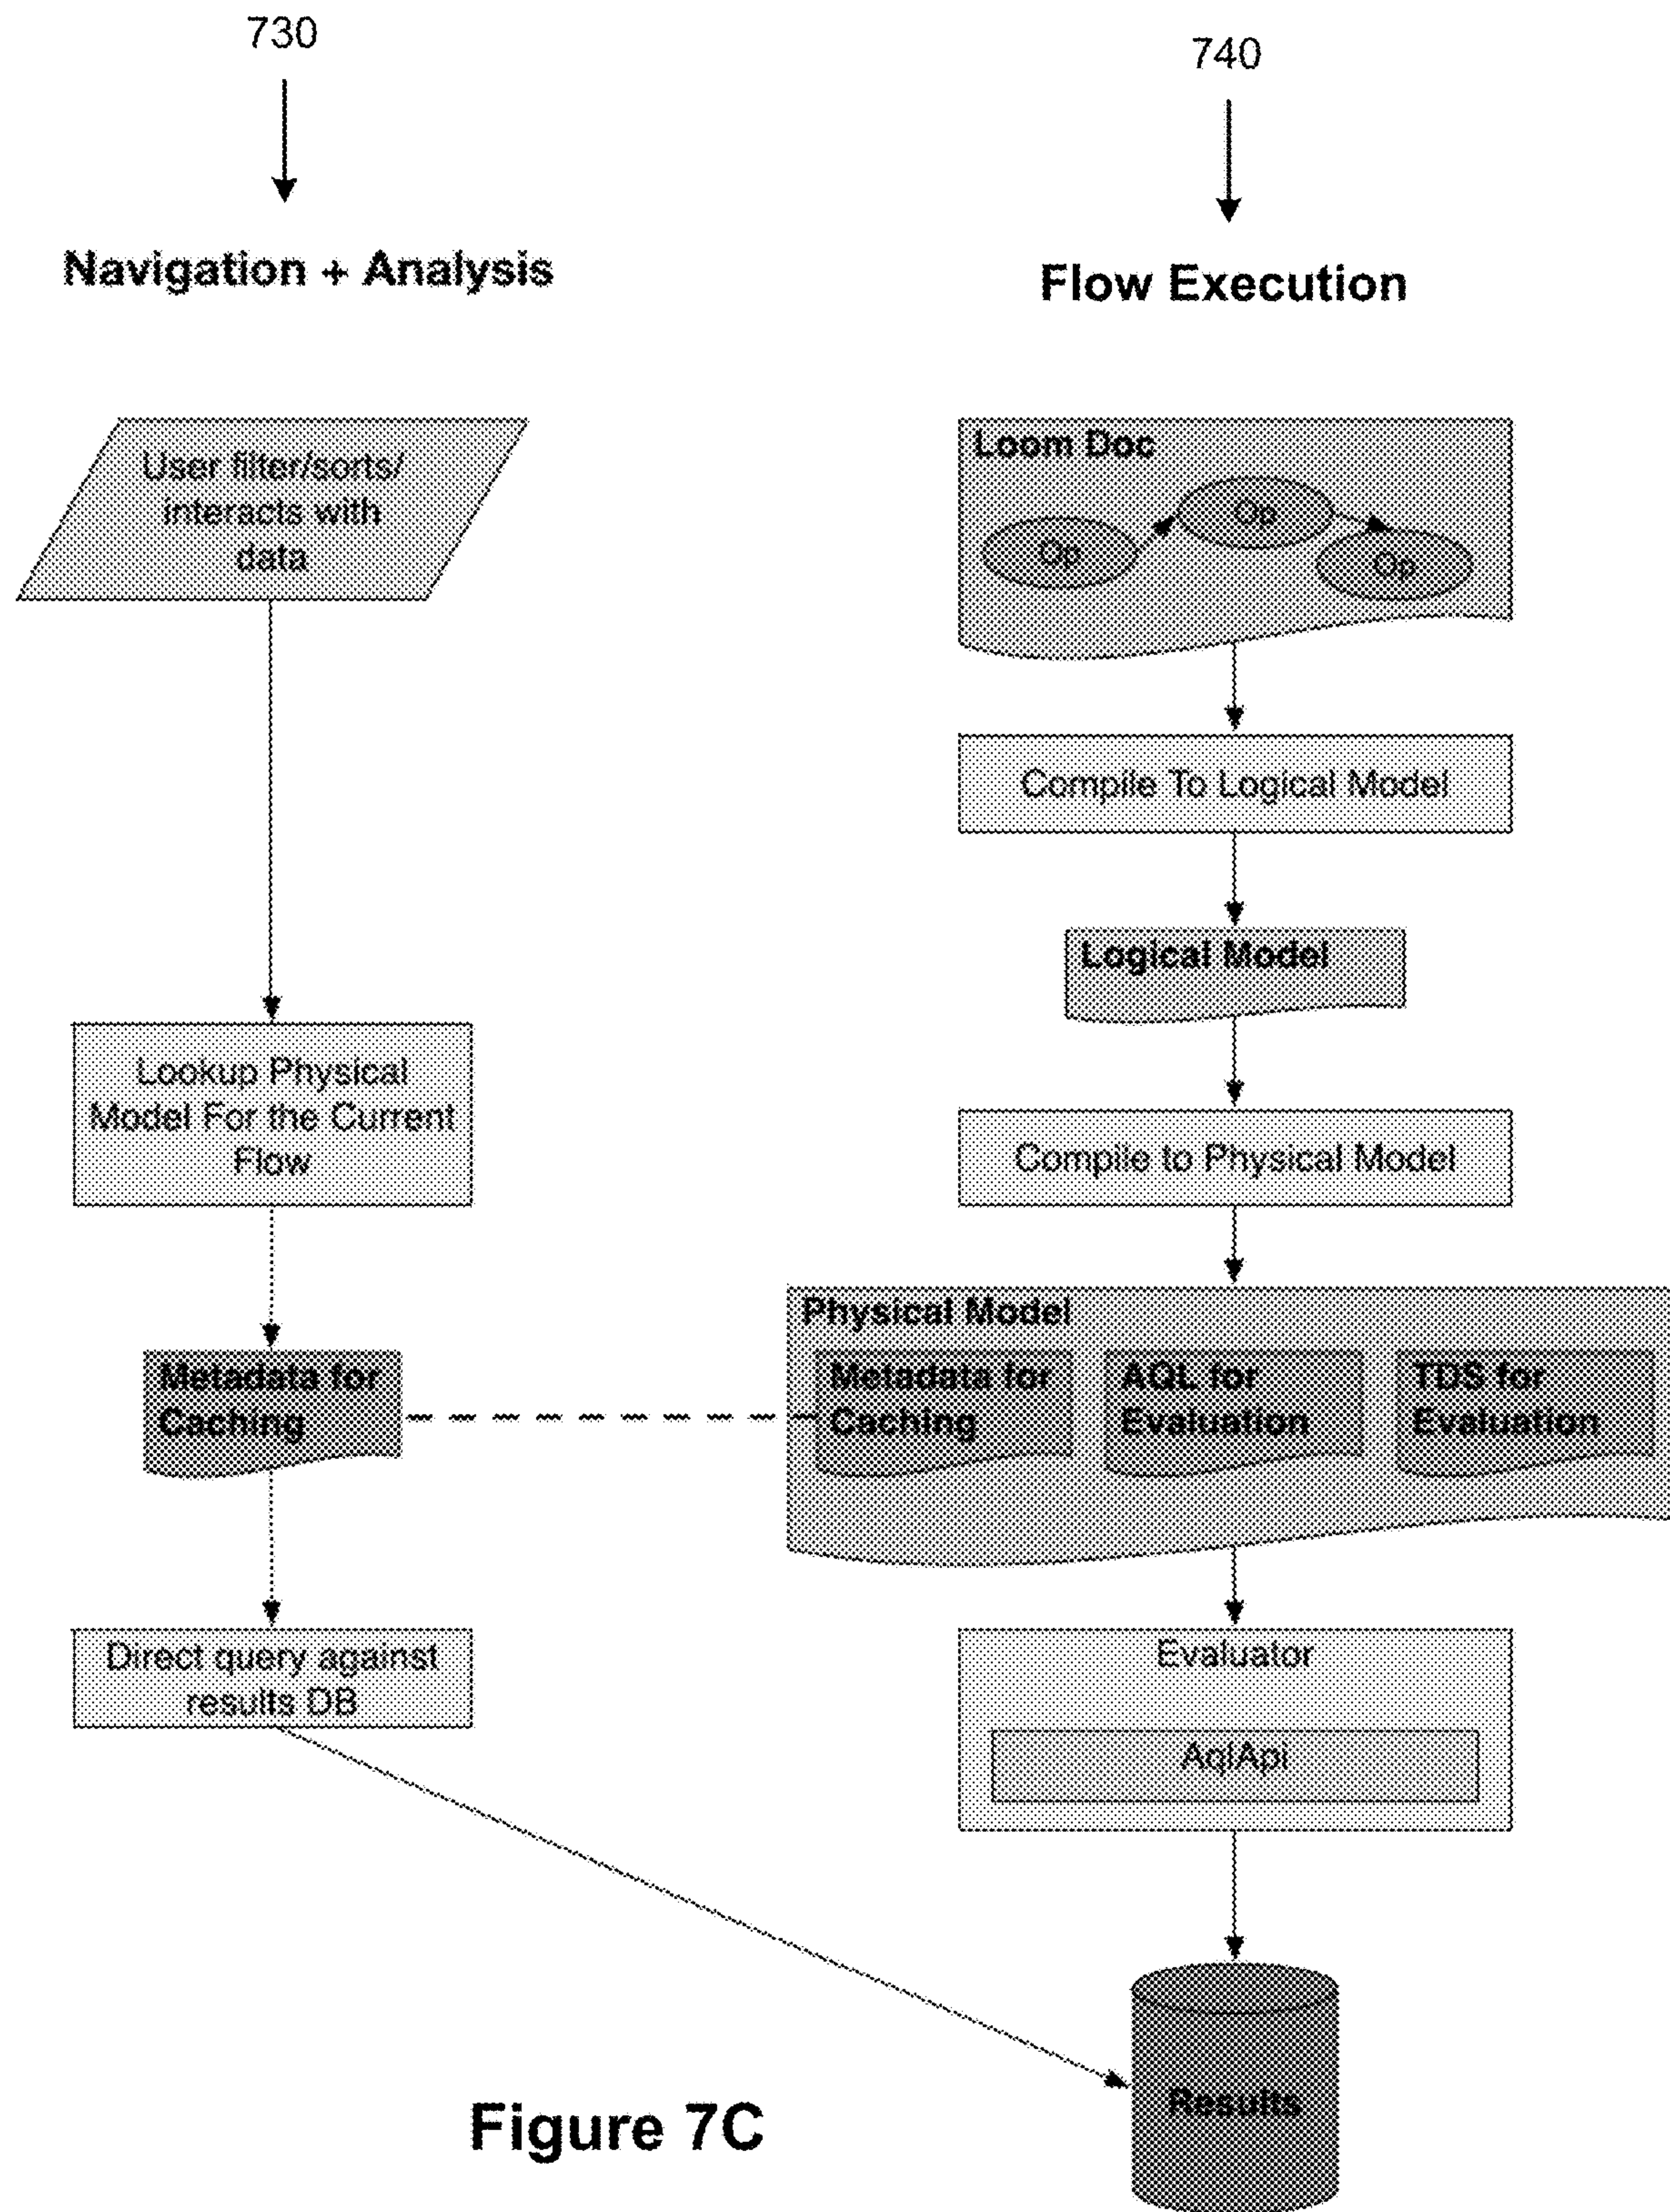 730
Navigation + Analysis
User filter/sorts/
interacts with
data
Lookup Physical
Model For the Current
Flow
Metadata for
Caching
Direct query against
results DB
740
Flow Execution
Loom Doc
Op
Op
Op
Compile To Logical Model
Logical Model
Compile to Physical Model
Physical Model
Metadata for
Caching
AQL for
Evaluation
TDS for
Evaluation
Evaluator
AqlApi
Results
Figure 7C